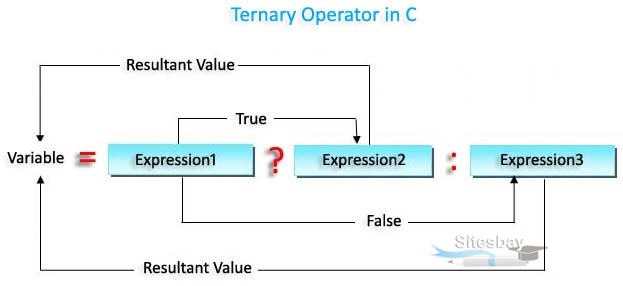 Ternary Operator in C
Resultant Value
True
Variable = Expression1 ? Expression2 : Expression3
False
Sitesbay
Resultant Value